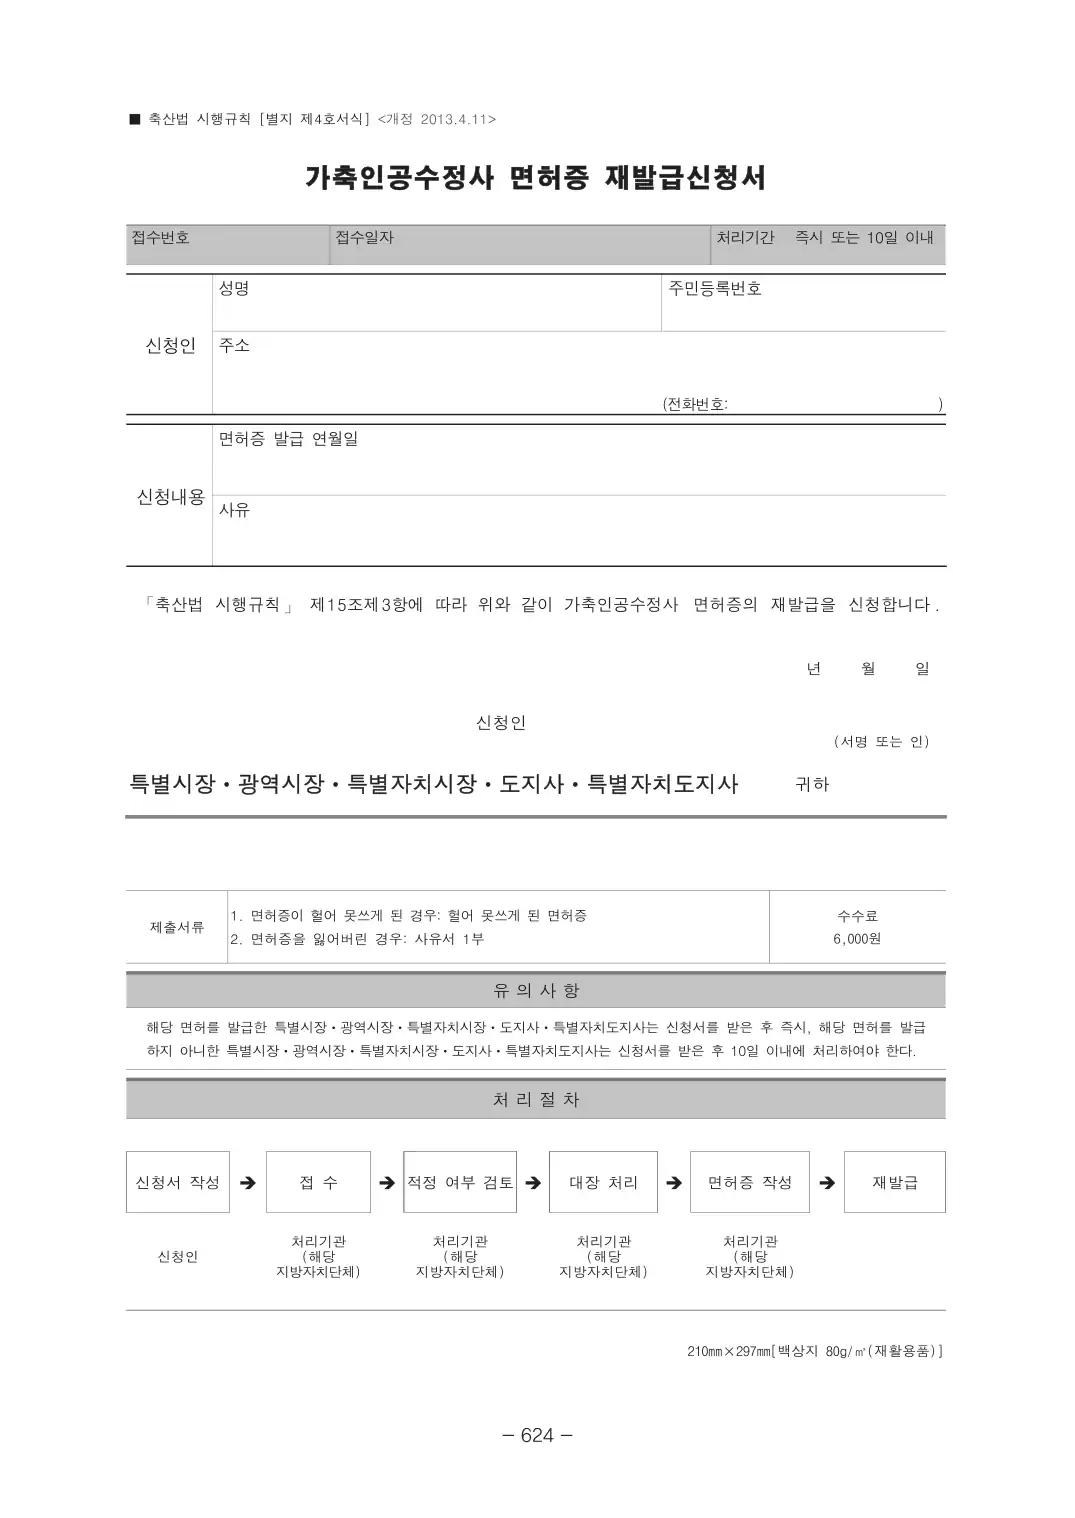 ■ 축산법 시행규칙 [별지 제4호서식] <개정 2013.4.11>
가축인공수정사 면허증 재발급신청서
접수번호 접수일자 처리기간 즉시 또는 10일 이내
신청인
성명 주민등록번호
주소
(전화번호: )
신청내용
면허증 발급 연월일
사유
「축산법 시행규칙」 제15조제3항에 따라 위와 같이 가축인공수정사 면허증의 재발급을 신청합니다.
년 월 일
신청인
(서명 또는 인)
특별시장ㆍ광역시장ㆍ특별자치시장ㆍ도지사ㆍ특별자치도지사 귀하
제출서류
1. 면허증이 헐어 못쓰게 된 경우: 헐어 못쓰게 된 면허증
2. 면허증을 잃어버린 경우: 사유서 1부
수수료
6,000원
유의사항
해당 면허를 발급한 특별시장ㆍ광역시장ㆍ특별자치시장ㆍ도지사ㆍ특별자치도지사는 신청서를 받은 후 즉시, 해당 면허를 발급
하지 아니한 특별시장ㆍ광역시장ㆍ특별자치시장ㆍ도지사ㆍ특별자치도지사는 신청서를 받은 후 10일 이내에 처리하여야 한다.
처리절차
신청서 작성 ➔ 접 수 ➔ 적정 여부 검토 ➔ 대장 처리 ➔ 면허증 작성 ➔ 재발급
신청인
처리기관
(해당
지방자치단체)
처리기관
(해당
지방자치단체)
처리기관
(해당
지방자치단체)
처리기관
(해당
지방자치단체)
210㎜×297㎜[백상지 80g/㎡(재활용품)]
- 624 -